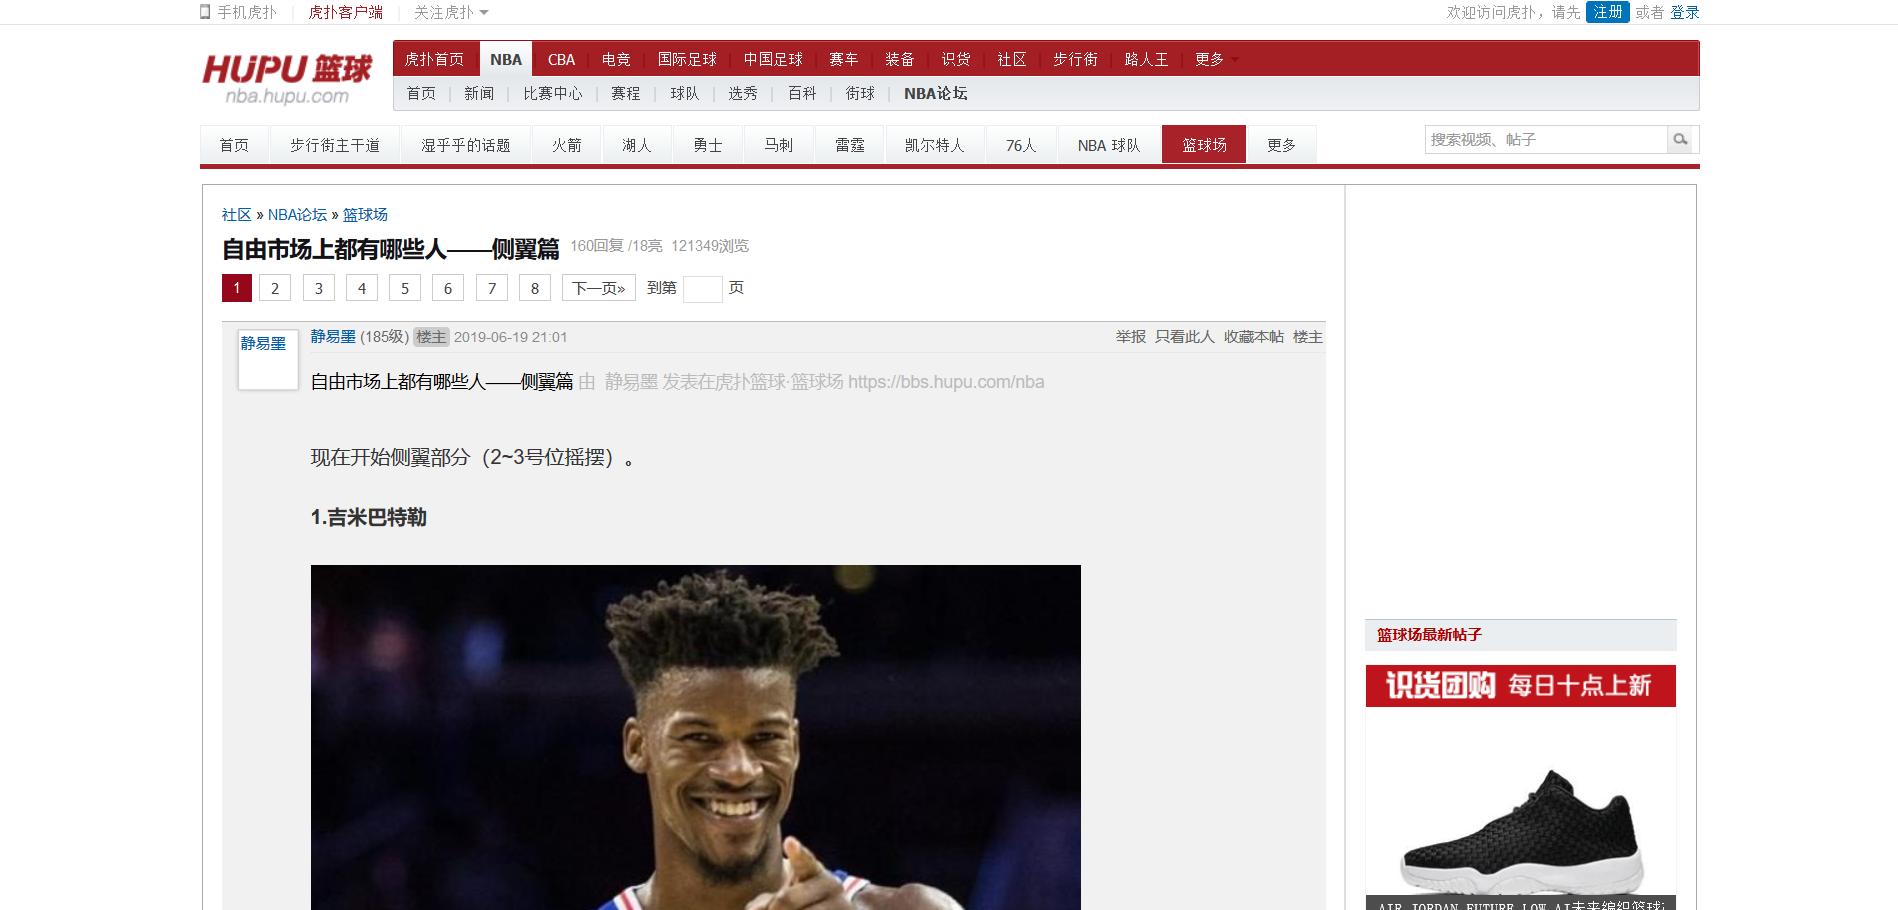 手机虎扑 虎扑客户端 关注虎扑
欢迎访问虎扑，请先 注册 或者 登录
HUPU 篮球
nba.hupu.com
虎扑首页 NBA CBA 电竞 国际足球 中国足球 赛车 装备 识货 社区 步行街 路人王 更多
首页 新闻 比赛中心 赛程 球队 选秀 百科 街球 NBA论坛
首页 步行街主干道 湿乎乎的话题 火箭 湖人 勇士 马刺 雷霆 凯尔特人 76人 NBA 球队 篮球场 更多
搜索视频、帖子
社区 » NBA论坛 » 篮球场
自由市场上都有哪些人——侧翼篇 160回复 /18亮 121349浏览
1 2 3 4 5 6 7 8 下一页» 到第 页
静易墨
静易墨 (185级) 楼主 2019-06-19 21:01 举报 只看此人 收藏本帖 楼主
自由市场上都有哪些人——侧翼篇 由 静易墨 发表在虎扑篮球·篮球场 https://bbs.hupu.com/nba
现在开始侧翼部分（2~3号位摇摆）。
1.吉米巴特勒
篮球场最新帖子
识货团购 每日十点上新
AIR JORDAN FUTURE LOW AJ未来编织篮球